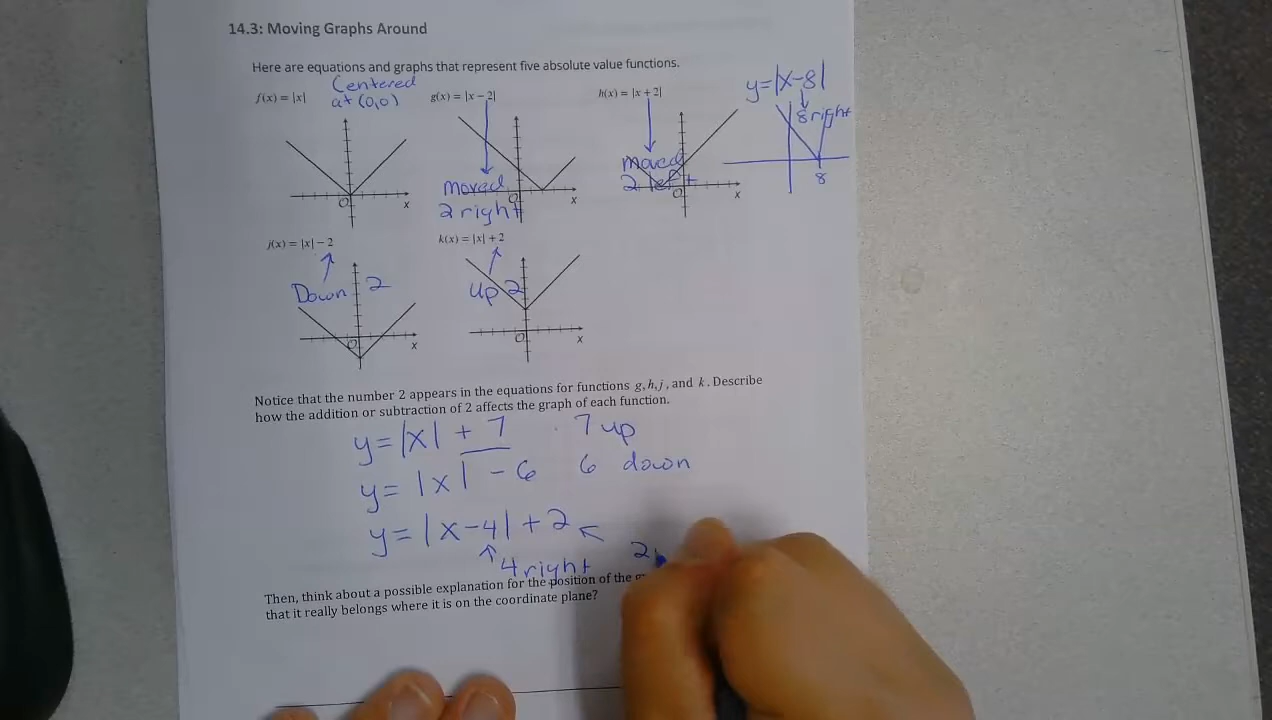 14.3: Moving Graphs Around
Here are equations and graphs that represent five absolute value functions.
f(x) = |x|
Centered
at (0,0)
g(x) = |x − 2|
moved
2 right
h(x) = |x + 2|
moved
2 left
y=|x-8|
8 right
8
O
x
O
x
O
x
j(x) = |x| − 2
Down 2
k(x) = |x| + 2
up 2
O
x
O
x
Notice that the number 2 appears in the equations for functions g, h, j, and k. Describe
how the addition or subtraction of 2 affects the graph of each function.
y=|x| + 7 7 up
y= |x| - 6 6 down
y= |x-4| +2
4 right
2
Then, think about a possible explanation for the position of the
that it really belongs where it is on the coordinate plane?